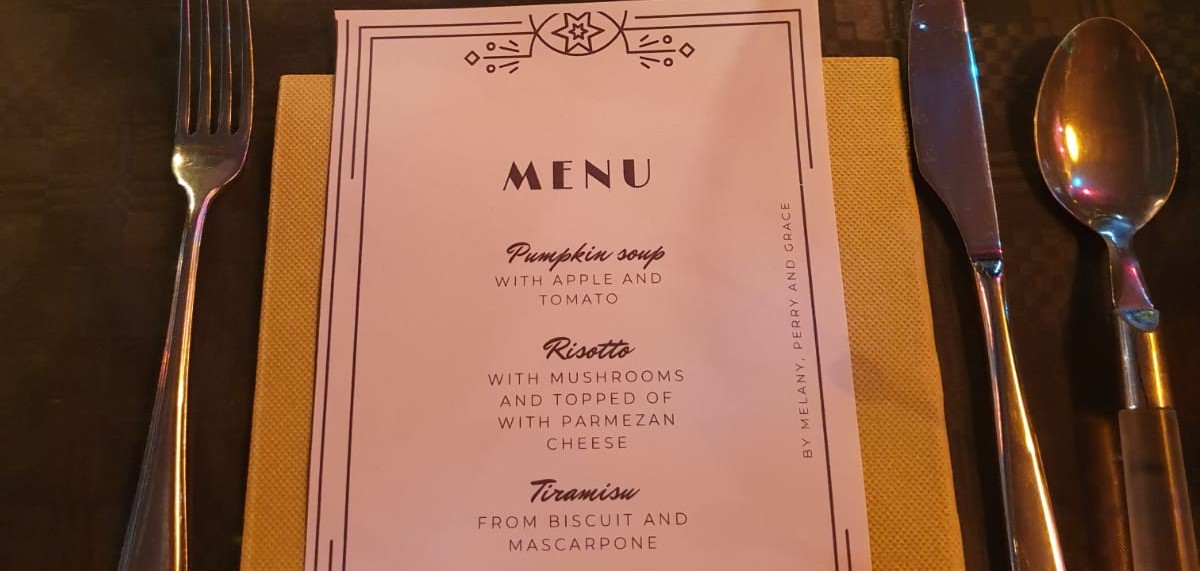 MENU
Pumpkin soup
WITH APPLE AND
TOMATO
Risotto
WITH MUSHROOMS
AND TOPPED OF
WITH PARMEZAN
CHEESE
Tiramisu
FROM BISCUIT AND
MASCARPONE
BY MELANY, PERRY AND GRACE